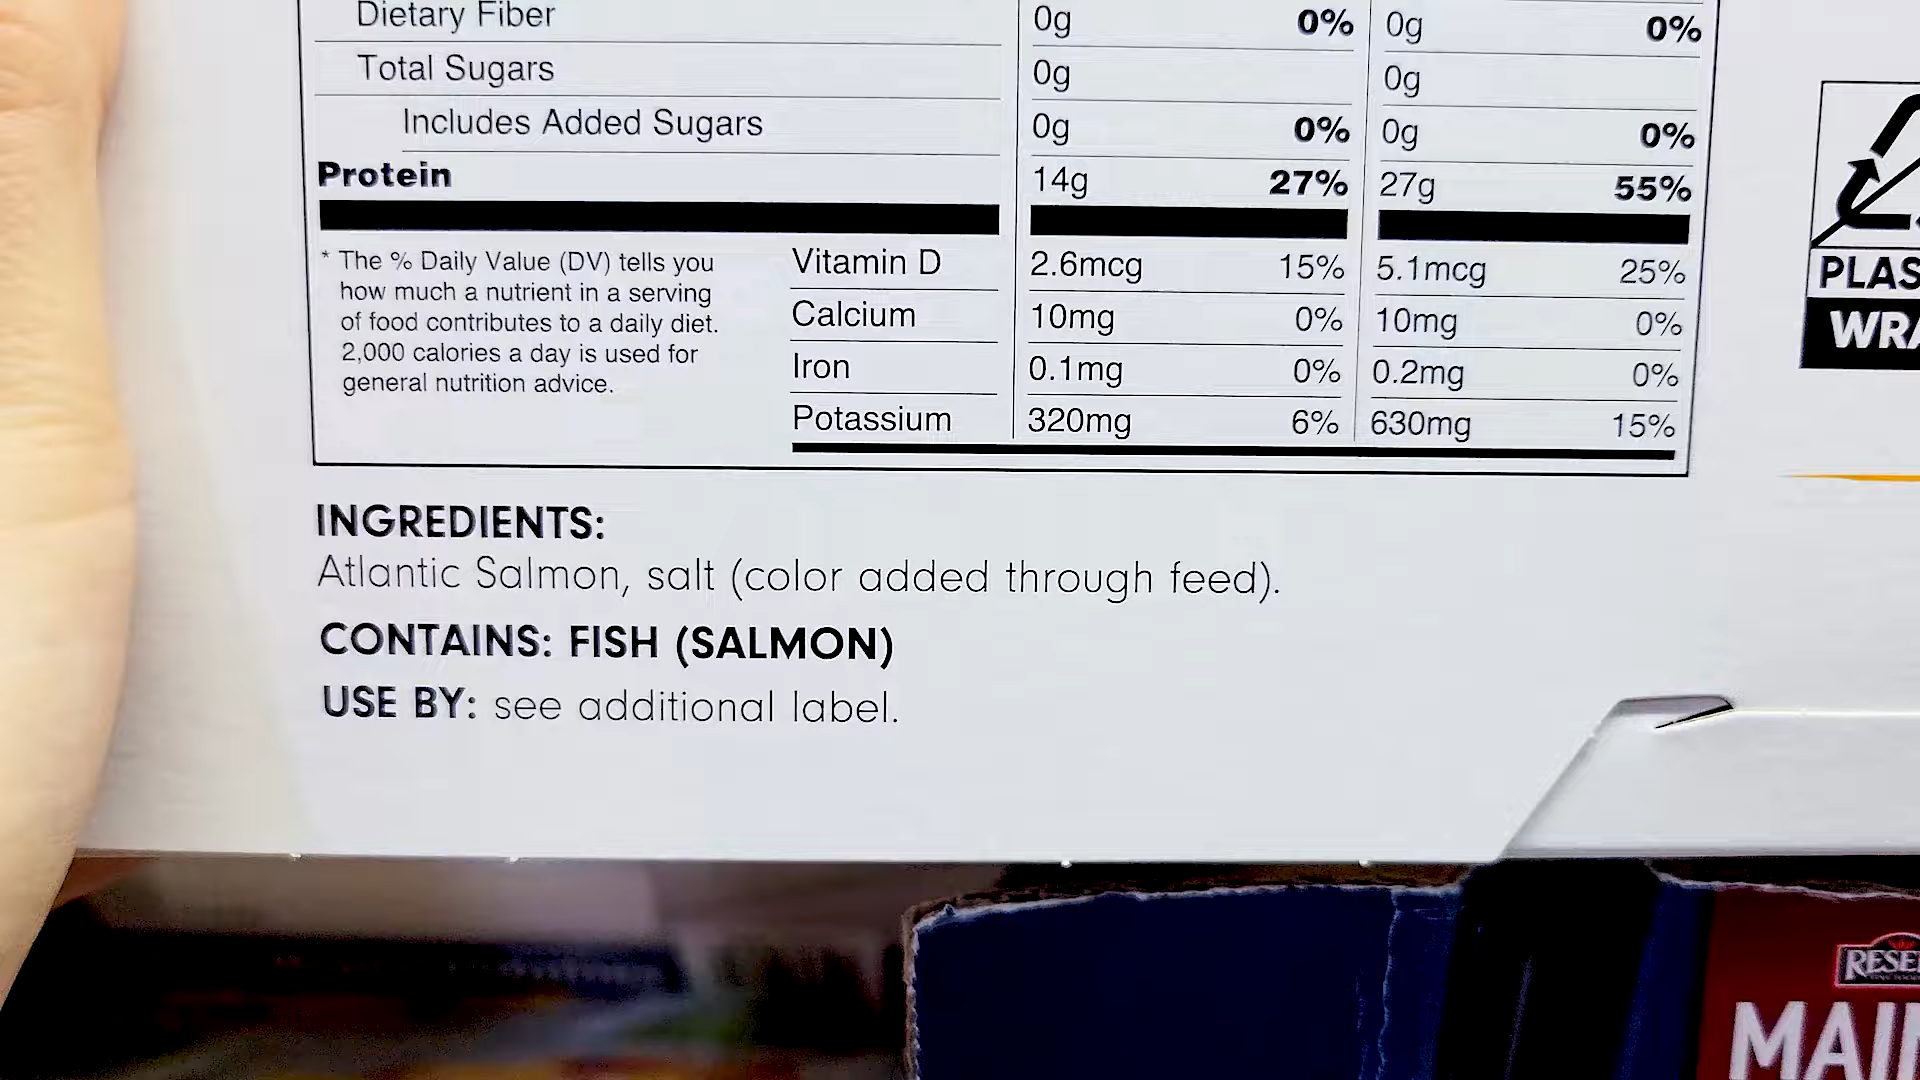 Dietary Fiber 0g 0% 0g 0%
Total Sugars 0g 0g
Includes Added Sugars 0g 0% 0g 0%
Protein 14g 27% 27g 55%
* The % Daily Value (DV) tells you
how much a nutrient in a serving
of food contributes to a daily diet.
2,000 calories a day is used for
general nutrition advice.
Vitamin D 2.6mcg 15% 5.1mcg 25%
Calcium 10mg 0% 10mg 0%
Iron 0.1mg 0% 0.2mg 0%
Potassium 320mg 6% 630mg 15%
INGREDIENTS:
Atlantic Salmon, salt (color added through feed).
CONTAINS: FISH (SALMON)
USE BY: see additional label.
PLAS
WRA
RESE
MAI